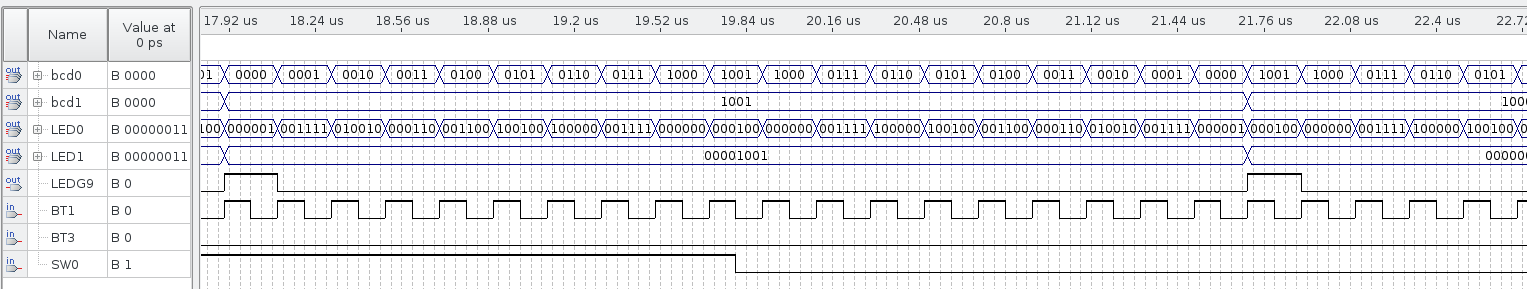 Name Value at 0 ps 17.92 us 18.24 us 18.56 us 18.88 us 19.2 us 19.52 us 19.84 us 20.16 us 20.48 us 20.8 us 21.12 us 21.44 us 21.76 us 22.08 us 22.4 us 22.72
out bcd0 B 0000 01 0000 0001 0010 0011 0100 0101 0110 0111 1000 1001 1000 0111 0110 0101 0100 0011 0010 0001 0000 1001 1000 0111 0110 0101
out bcd1 B 0000 1001 100
out LED0 B 00000011 100 000001 001111 010010 000110 001100 100100 100000 001111 000000 000100 000000 001111 100000 100100 001100 000110 010010 001111 000001 000100 000000 001111 100000 100100
out LED1 B 00000011 00001001 00000
out LEDG9 B 0
in BT1 B 0
in BT3 B 0
in SW0 B 1